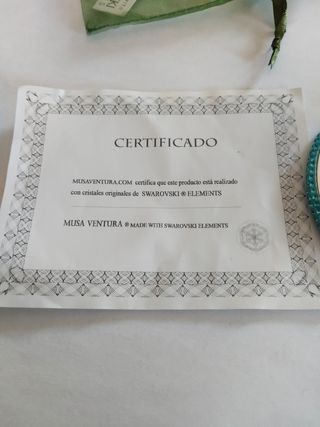 CERTIFICADO
MUSAVENTURA.COM certifica que este producto está realizado
con cristales originales de SWAROVSKI ® ELEMENTS
MUSA VENTURA ® MADE WITH SWAROVSKI ELEMENTS